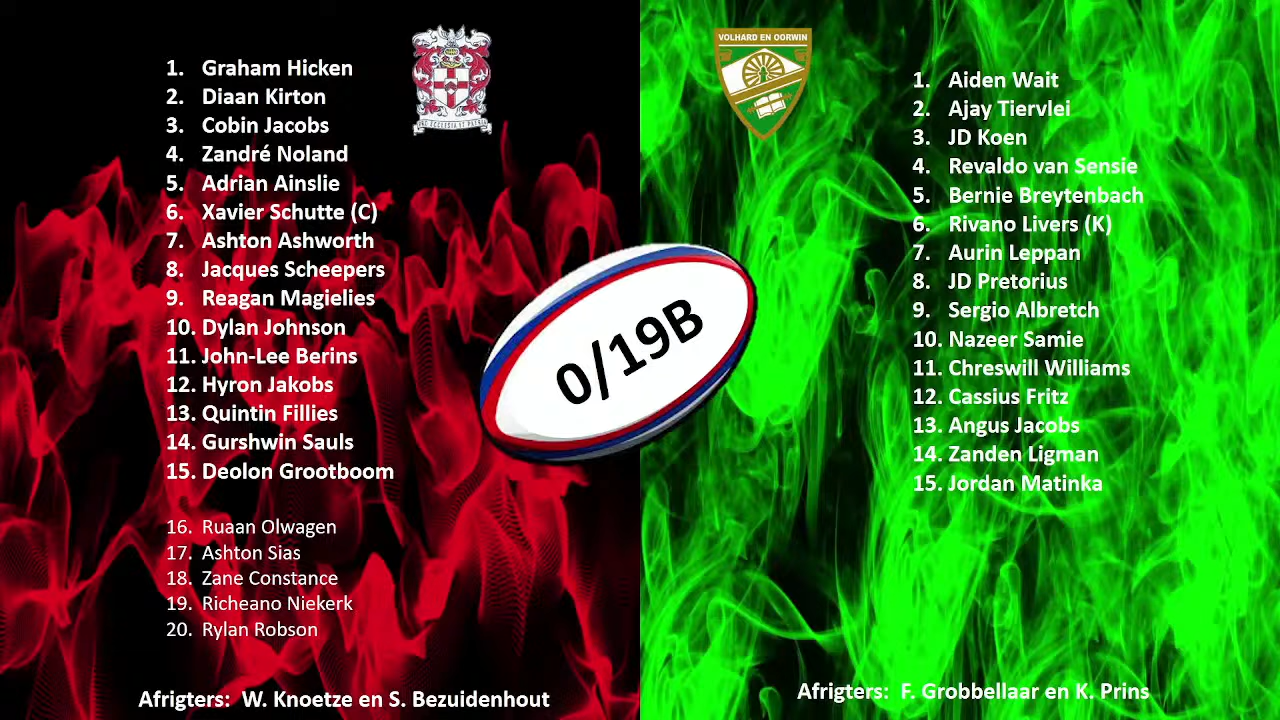 1. Graham Hicken
2. Diaan Kirton
3. Cobin Jacobs
4. Zandré Noland
5. Adrian Ainslie
6. Xavier Schutte (C)
7. Ashton Ashworth
8. Jacques Scheepers
9. Reagan Magielies
10. Dylan Johnson
11. John-Lee Berins
12. Hyron Jakobs
13. Quintin Fillies
14. Gurshwin Sauls
15. Deolon Grootboom
16. Ruaan Olwagen
17. Ashton Sias
18. Zane Constance
19. Richeano Niekerk
20. Rylan Robson
Afrigters: W. Knoetze en S. Bezuidenhout
0/19B
VOLHARD EN OORWIN
1. Aiden Wait
2. Ajay Tiervlei
3. JD Koen
4. Revaldo van Sensie
5. Bernie Breytenbach
6. Rivano Livers (K)
7. Aurin Leppan
8. JD Pretorius
9. Sergio Albretch
10. Nazeer Samie
11. Chreswill Williams
12. Cassius Fritz
13. Angus Jacobs
14. Zanden Ligman
15. Jordan Matinka
Afrigters: F. Grobbellaar en K. Prins